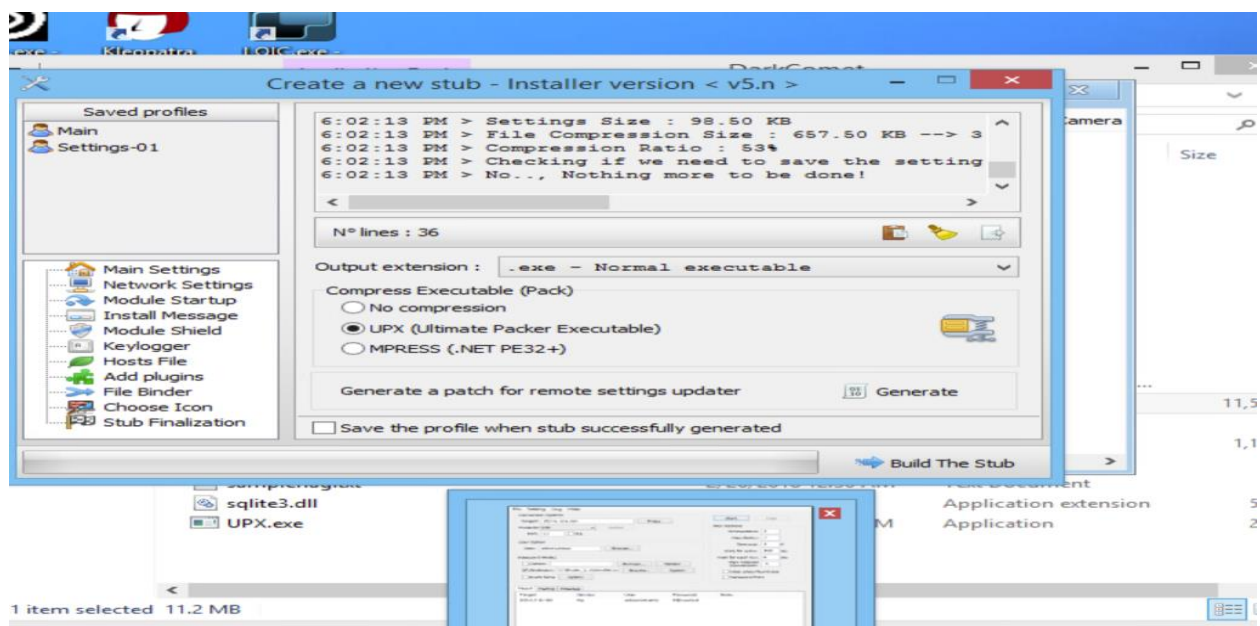 Kleopatra
LOIC.exe -
DarkComet
Create a new stub - Installer version < v5.n >
Saved profiles
Main
Settings-01
6:02:13 PM > Settings Size : 98.50 KB
6:02:13 PM > File Compression Size : 657.50 KB --> 3
6:02:13 PM > Compression Ratio : 53%
6:02:13 PM > Checking if we need to save the setting
6:02:13 PM > No.., Nothing more to be done!
N° lines : 36
Camera
Size
Main Settings
Network Settings
Module Startup
Install Message
Module Shield
Keylogger
Hosts File
Add plugins
File Binder
Choose Icon
Stub Finalization
Output extension : .exe - Normal executable
Compress Executable (Pack)
No compression
UPX (Ultimate Packer Executable)
MPRESS (.NET PE32+)
Generate a patch for remote settings updater
Generate
Save the profile when stub successfully generated
Build The Stub
...
11,5
1,1
Text Document
sqlite3.dll
Application extension
5
UPX.exe
M
Application
2
1 item selected 11.2 MB